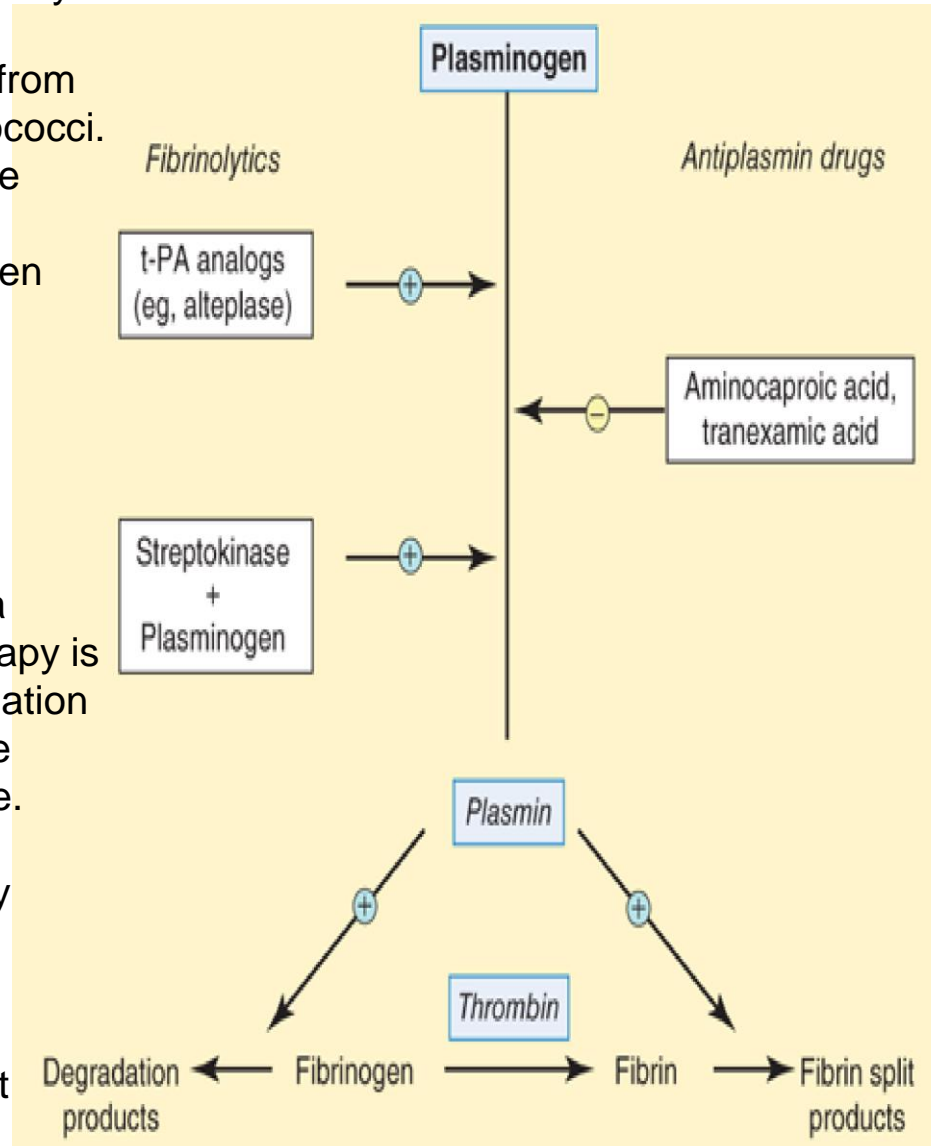 from
ococci.
e
en
a
apy is
ation
e
e.
y
t
Plasminogen
Fibrinolytics
Antiplasmin drugs
t-PA analogs
(eg, alteplase)
+
Aminocaproic acid,
tranexamic acid
−
Streptokinase
+
Plasminogen
+
Plasmin
+
+
Thrombin
Degradation
products
Fibrinogen
Fibrin
Fibrin split
products